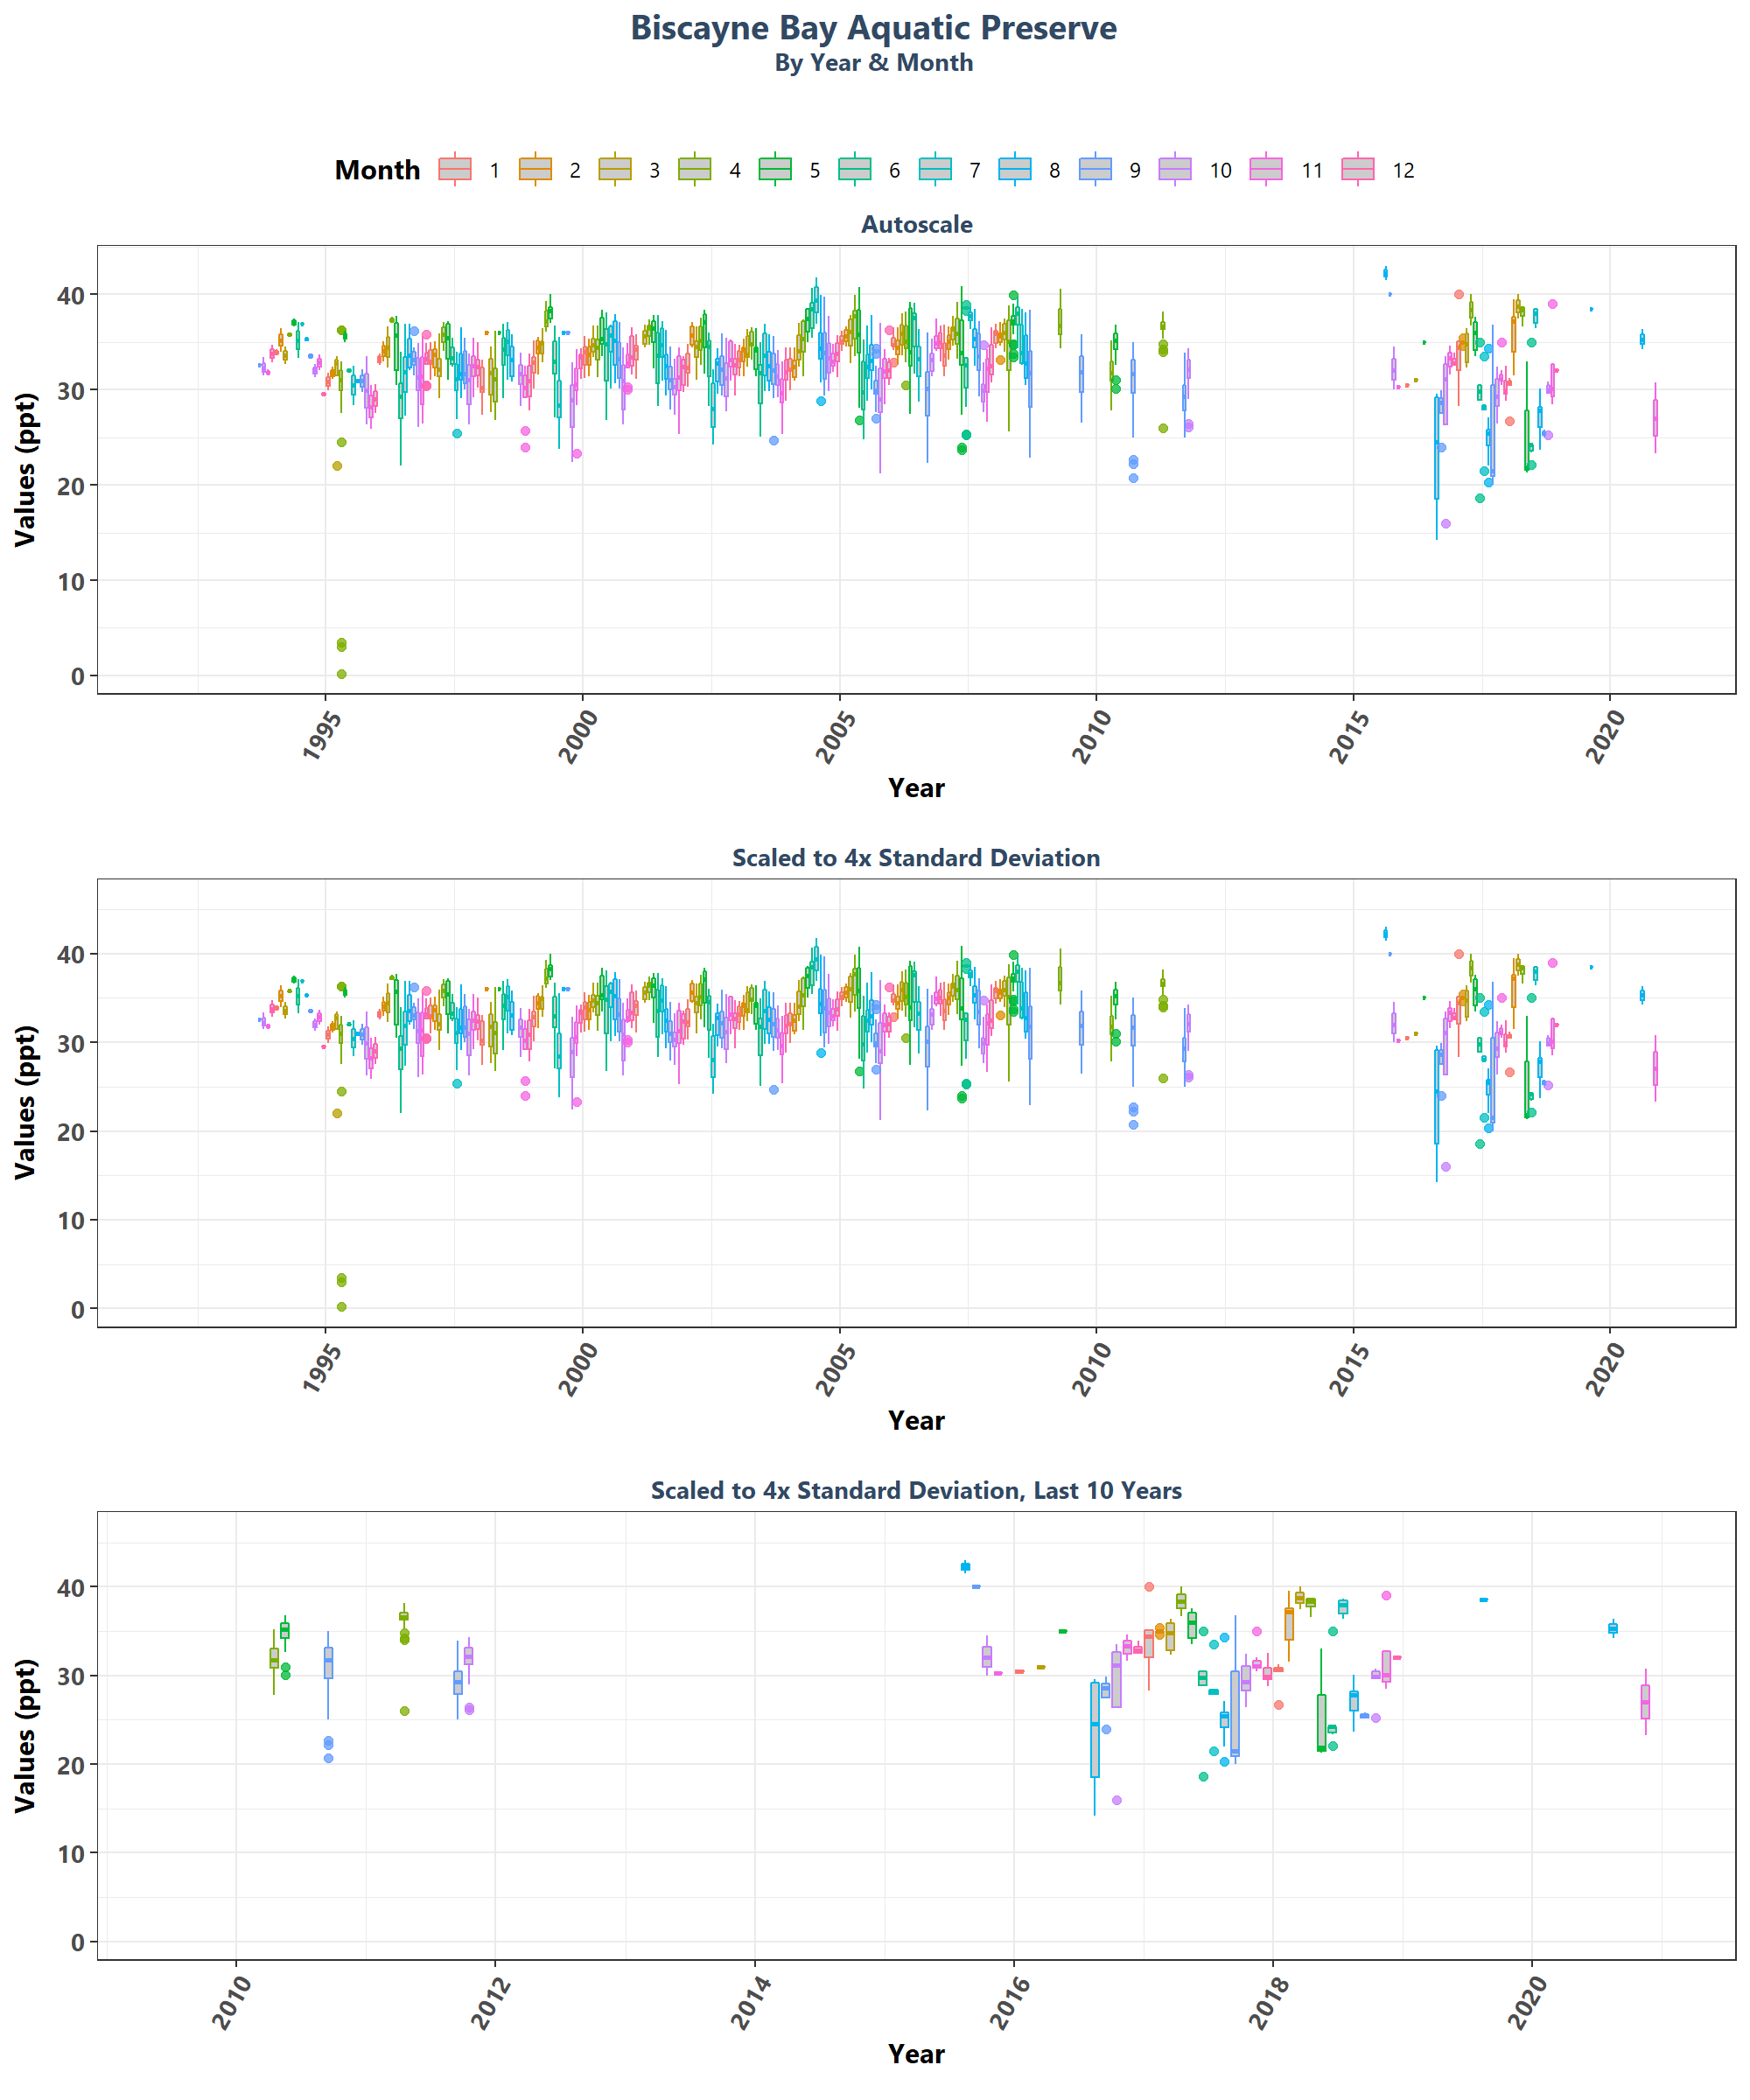 Biscayne Bay Aquatic Preserve
By Year & Month
Month 1 2 3 4 5 6 7 8 9 10 11 12
Autoscale
Values (ppt)
40
30
20
10
0
1995 2000 2005 2010 2015 2020
Year
Scaled to 4x Standard Deviation
Values (ppt)
40
30
20
10
0
1995 2000 2005 2010 2015 2020
Year
Scaled to 4x Standard Deviation, Last 10 Years
Values (ppt)
40
30
20
10
0
2010 2012 2014 2016 2018 2020
Year